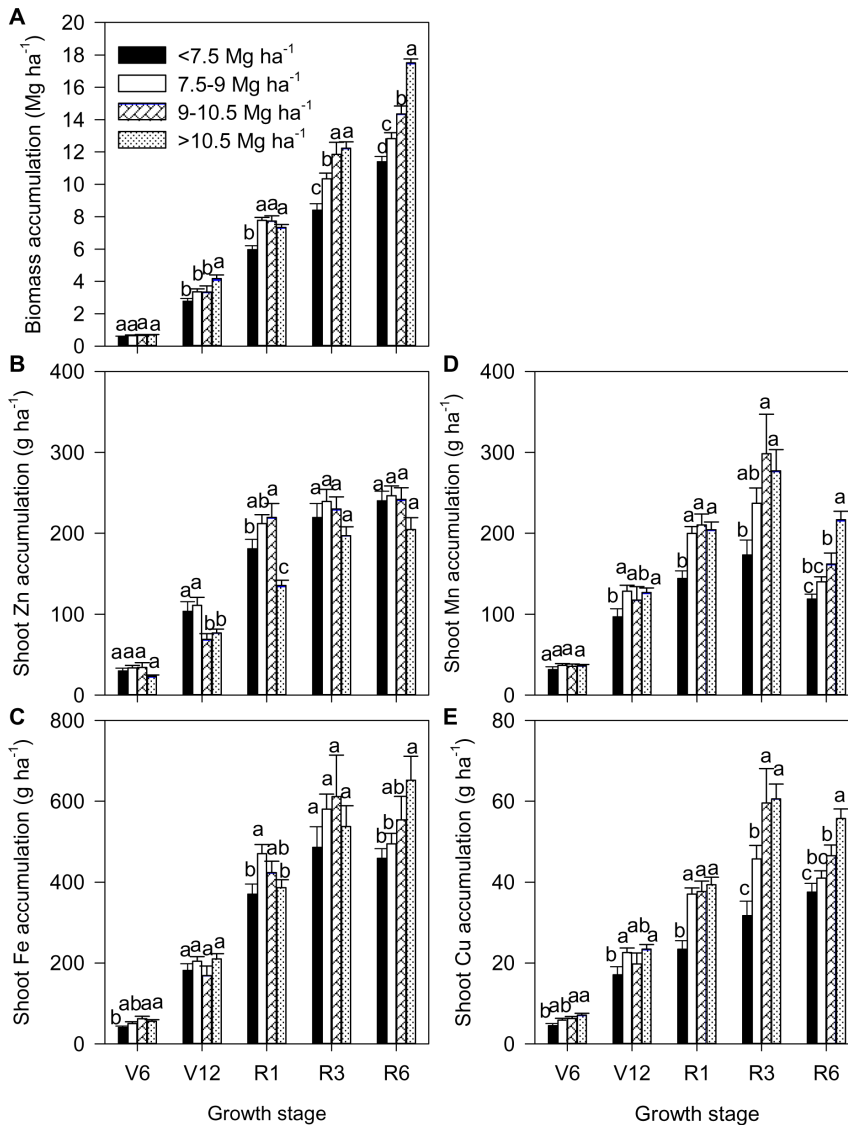 A
Biomass accumulation (Mg ha⁻¹)
20
18
16
14
12
10
8
6
4
2
0
<7.5 Mg ha⁻¹
7.5-9 Mg ha⁻¹
9-10.5 Mg ha⁻¹
>10.5 Mg ha⁻¹
a a a a
b b b a
b a a a
c b a a
d c b a
B
Shoot Zn accumulation (g ha⁻¹)
400
300
200
100
0
a a a a
a a b b
b ab a c
a a a a
a a a a
D
Shoot Mn accumulation (g ha⁻¹)
400
300
200
100
0
a a a a
b a ab a
b a a a
b ab a a
c bc b a
C
Shoot Fe accumulation (g ha⁻¹)
800
600
400
200
0
b ab a a
a a a a
b a ab b
a a a a
b b ab a
V6 V12 R1 R3 R6
Growth stage
E
Shoot Cu accumulation (g ha⁻¹)
80
60
40
20
0
b ab a a
b a ab a
b a a a
c b a a
c bc b a
V6 V12 R1 R3 R6
Growth stage